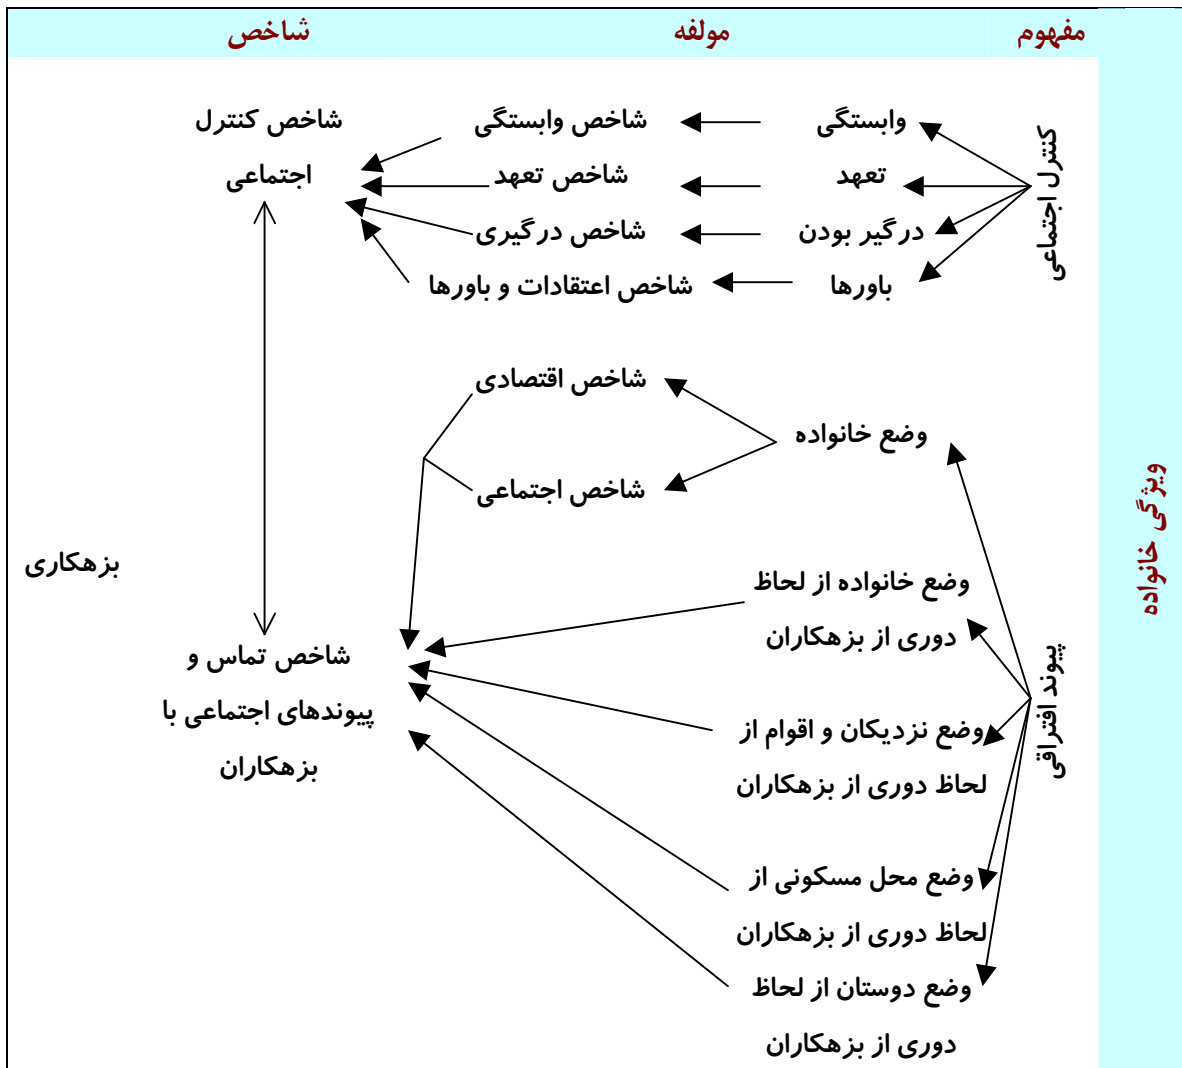 مفهوم
مولفه
شاخص
ویژگی خانواده
کنترل اجتماعی
وابستگی
شاخص وابستگی
شاخص کنترل
تعهد
شاخص تعهد
اجتماعی
درگیر بودن
شاخص درگیری
باورها
شاخص اعتقادات و باورها
پیوند افتراقی
وضع خانواده
شاخص اقتصادی
شاخص اجتماعی
وضع خانواده از لحاظ
دوری از بزهکاران
وضع نزدیکان و اقوام از
لحاظ دوری از بزهکاران
وضع محل مسکونی از
لحاظ دوری از بزهکاران
وضع دوستان از لحاظ
دوری از بزهکاران
شاخص تماس و
پیوندهای اجتماعی با
بزهکاران
بزهکاری